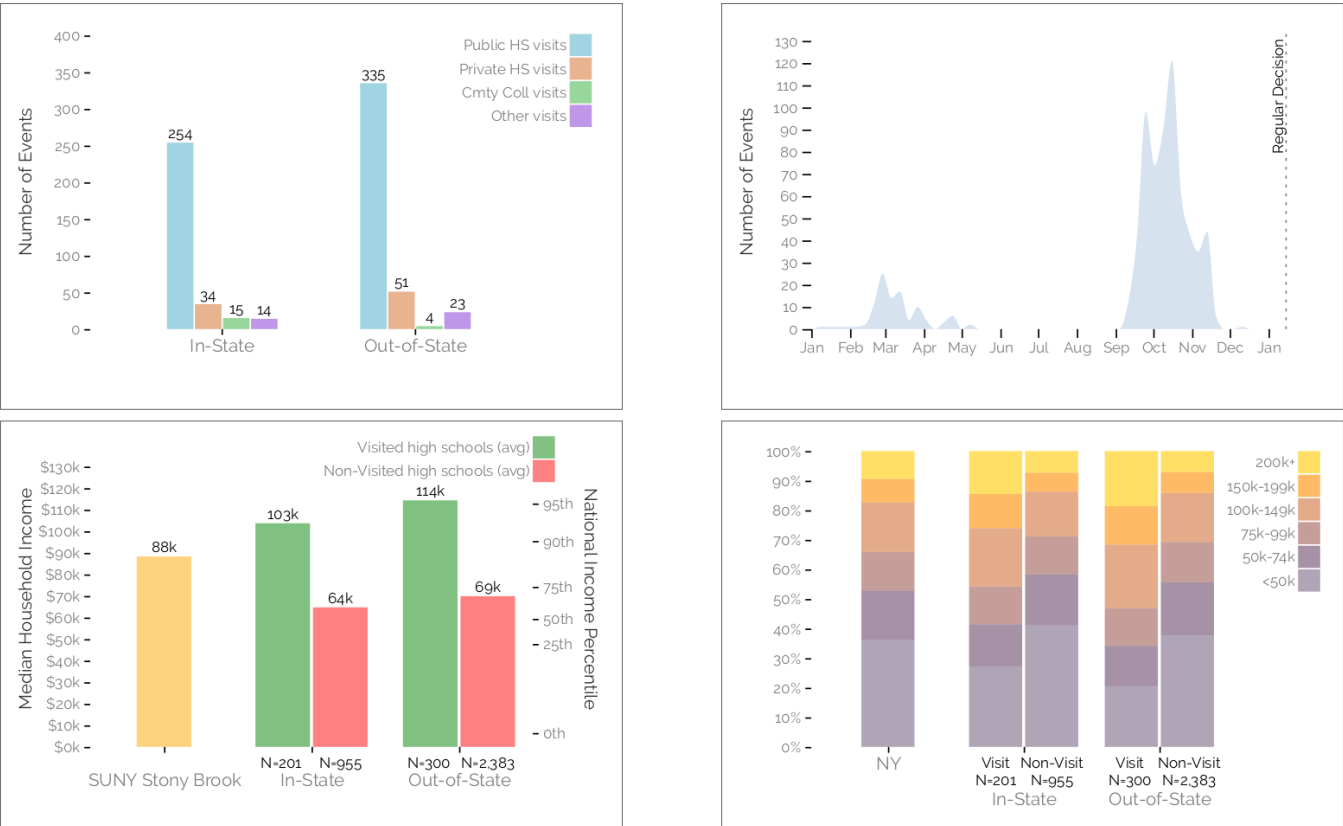 Number of Events
400
350
300
250
200
150
100
50
0
Public HS visits
Private HS visits
Cmty Coll visits
Other visits
254
34
15
14
335
51
4
23
In-State
Out-of-State
Number of Events
130
120
110
100
90
80
70
60
50
40
30
20
10
0
Regular Decision
Jan Feb Mar Apr May Jun Jul Aug Sep Oct Nov Dec Jan
Visited high schools (avg)
Non-Visited high schools (avg)
Median Household Income
$130k
$120k
$110k
$100k
$90k
$80k
$70k
$60k
$50k
$40k
$30k
$20k
$10k
$0k
88k
103k
64k
114k
69k
95th
90th
75th
50th
25th
0th
National Income Percentile
N=201 N=955 N=300 N=2,383
SUNY Stony Brook In-State Out-of-State
100%
90%
80%
70%
60%
50%
40%
30%
20%
10%
0%
200k+
150k-199k
100k-149k
75k-99k
50k-74k
<50k
NY
Visit Non-Visit Visit Non-Visit
N=201 N=955 N=300 N=2,383
In-State Out-of-State